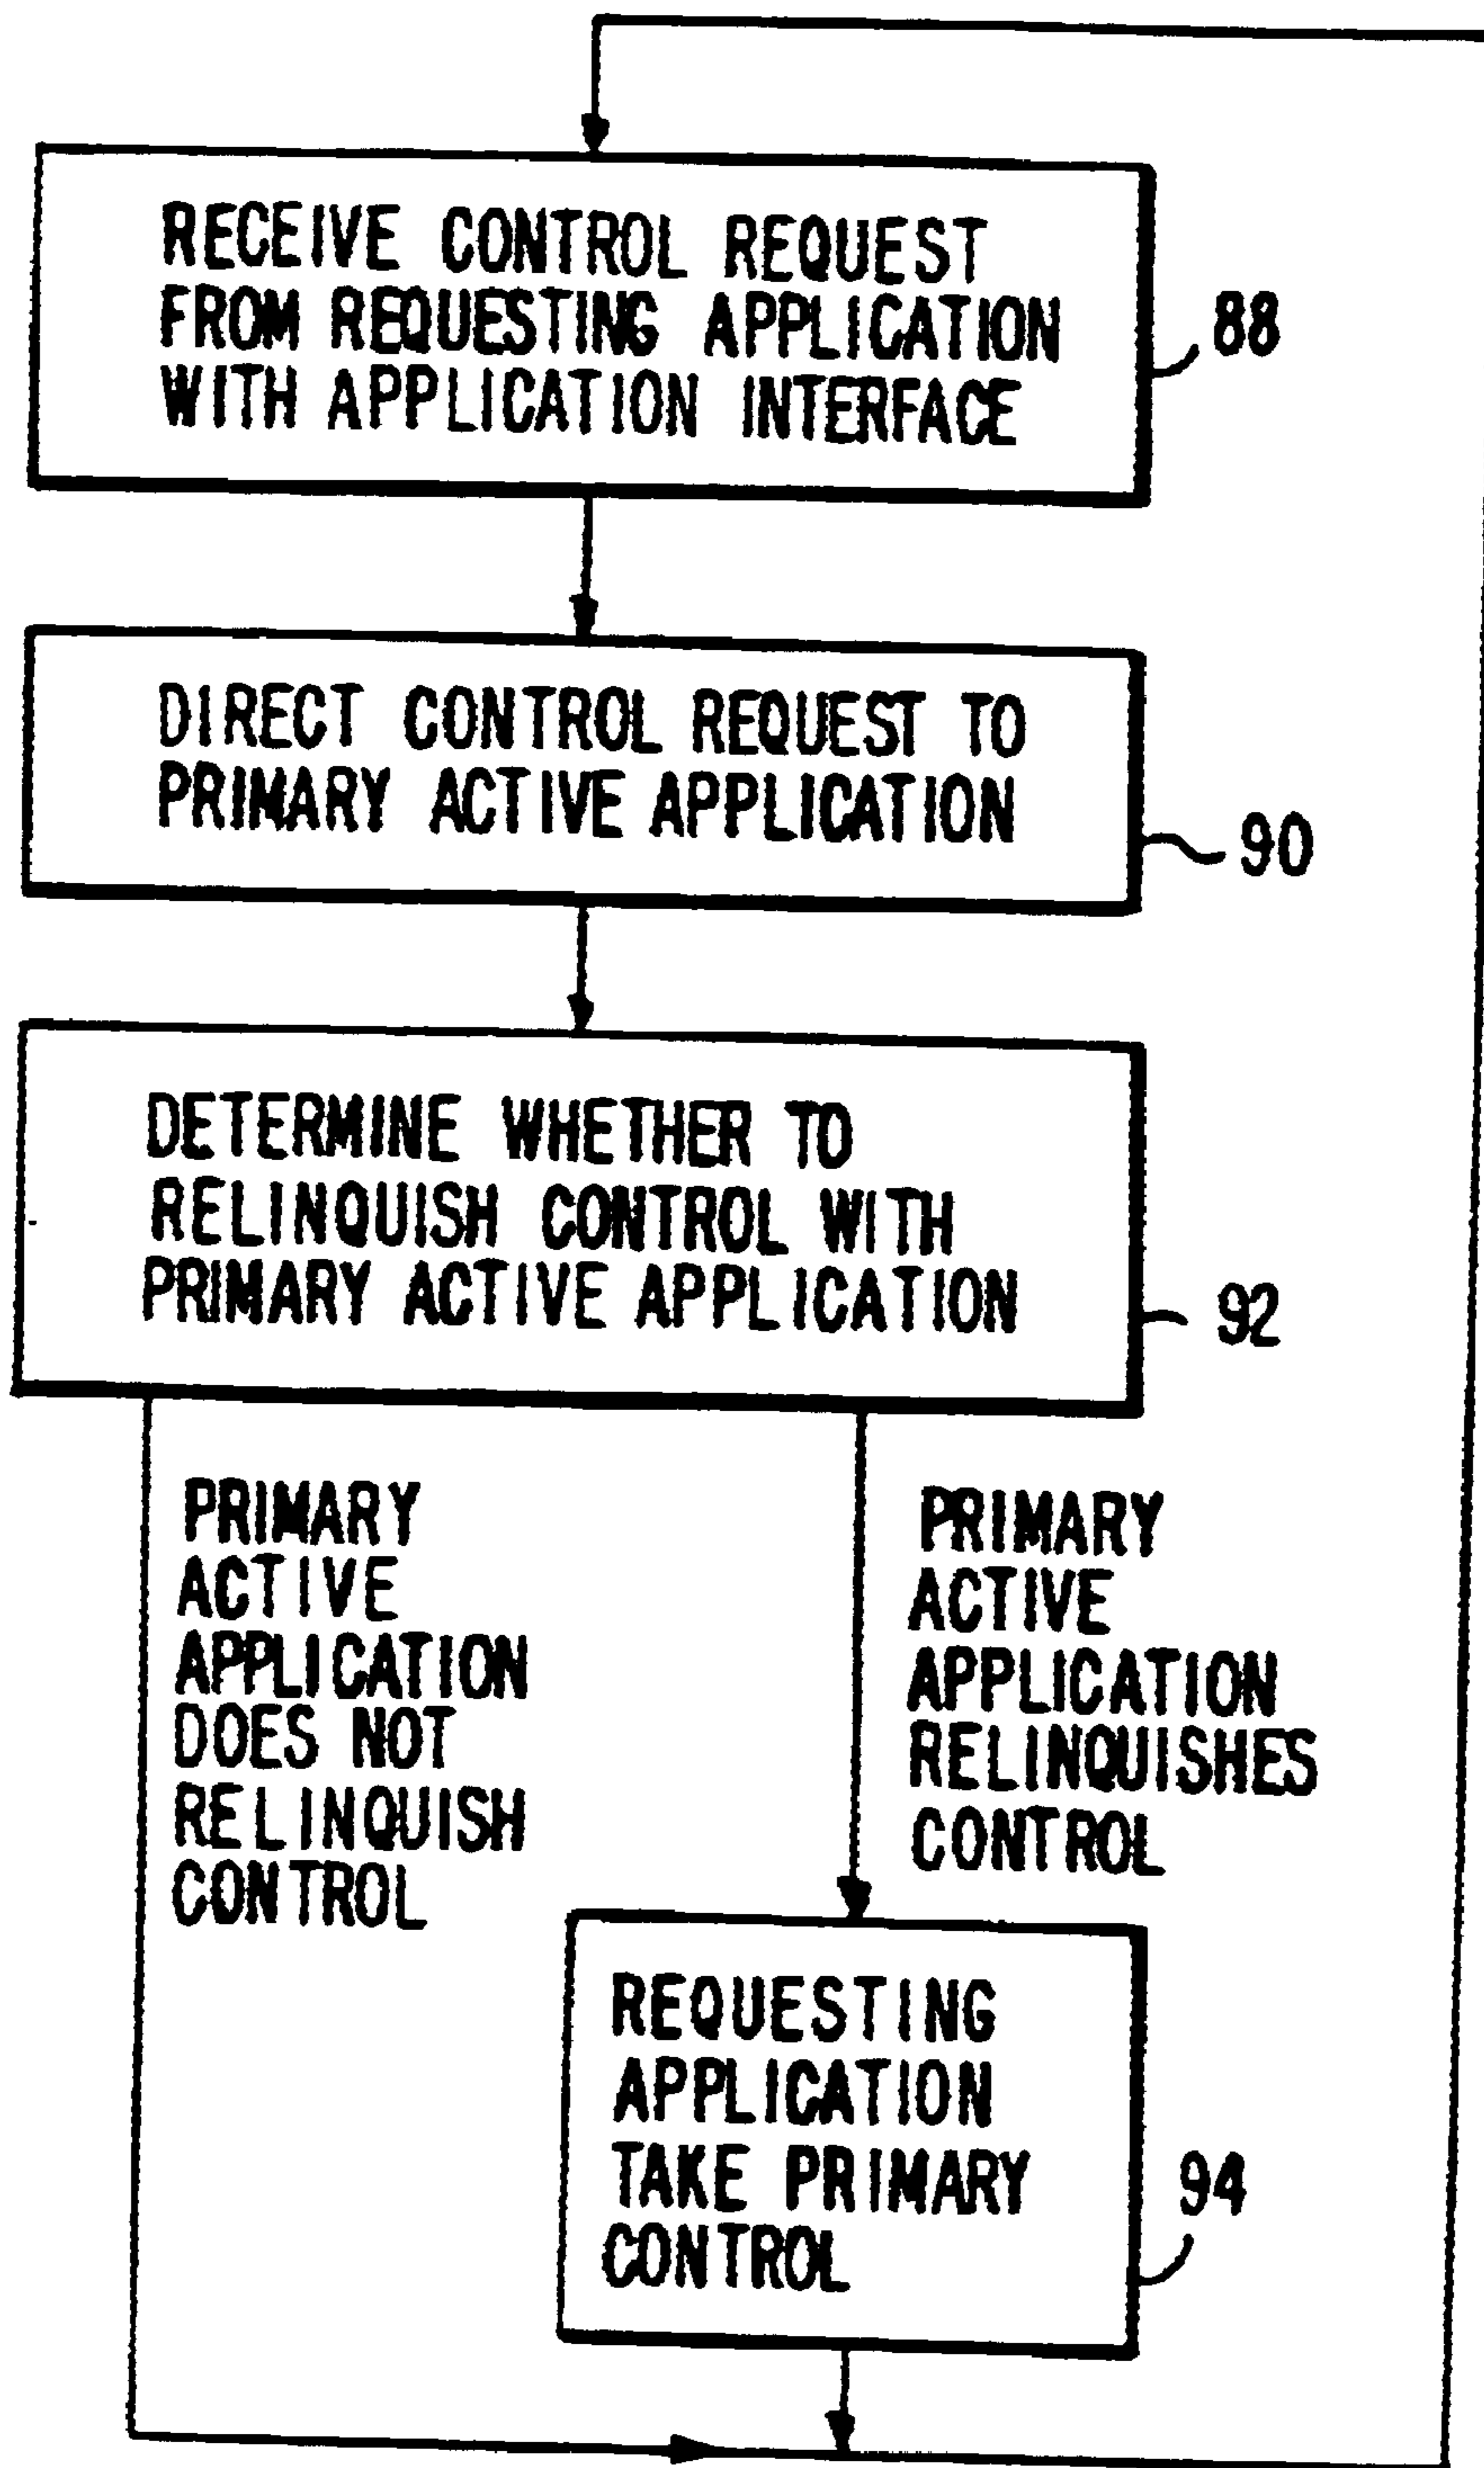 RECEIVE CONTROL REQUEST
FROM REQUESTING APPLICATION
WITH APPLICATION INTERFACE
88
DIRECT CONTROL REQUEST TO
PRIMARY ACTIVE APPLICATION
90
DETERMINE WHETHER TO
RELINQUISH CONTROL WITH
PRIMARY ACTIVE APPLICATION
92
PRIMARY
ACTIVE
APPLICATION
DOES NOT
RELINQUISH
CONTROL
PRIMARY
ACTIVE
APPLICATION
RELINQUISHES
CONTROL
REQUESTING
APPLICATION
TAKE PRIMARY
CONTROL
94